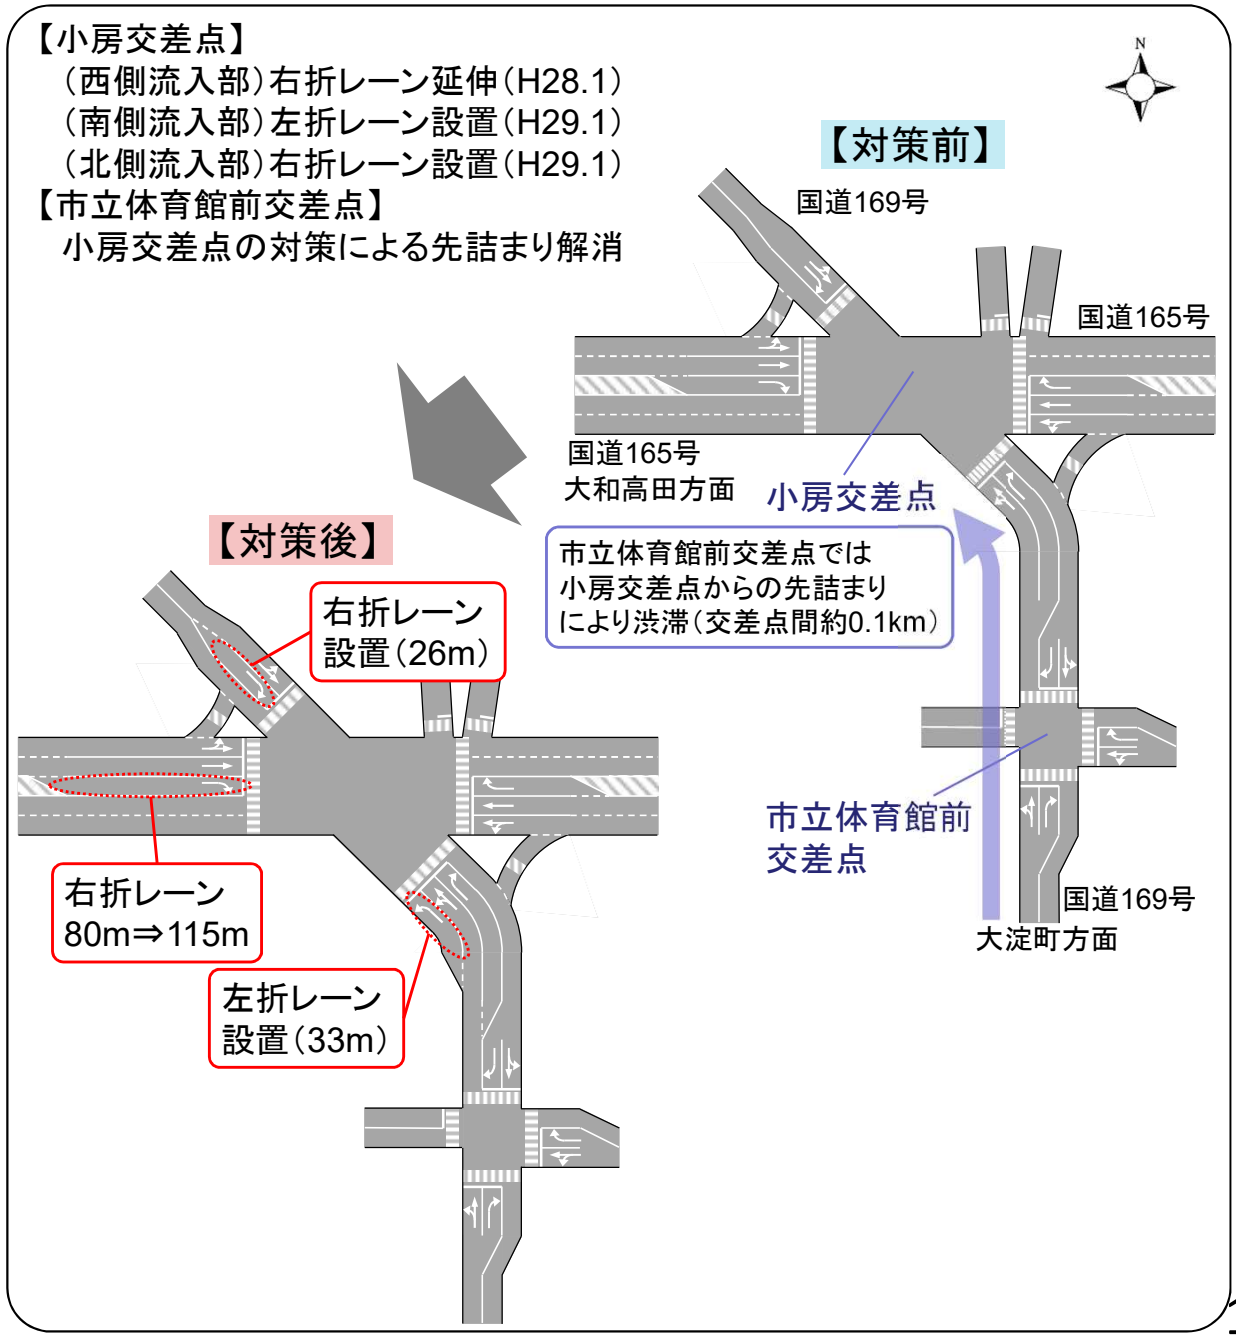 【小房交差点】
（西側流入部）右折レーン延伸（H28.1）
（南側流入部）左折レーン設置（H29.1）
（北側流入部）右折レーン設置（H29.1）
【市立体育館前交差点】
小房交差点の対策による先詰まり解消
N
【対策前】
国道169号
国道165号
国道165号
大和高田方面
小房交差点
市立体育館前交差点では
小房交差点からの先詰まり
により渋滞（交差点間約0.1km）
市立体育館前
交差点
国道169号
大淀町方面
【対策後】
右折レーン
設置（26m）
右折レーン
80m⇒115m
左折レーン
設置（33m）